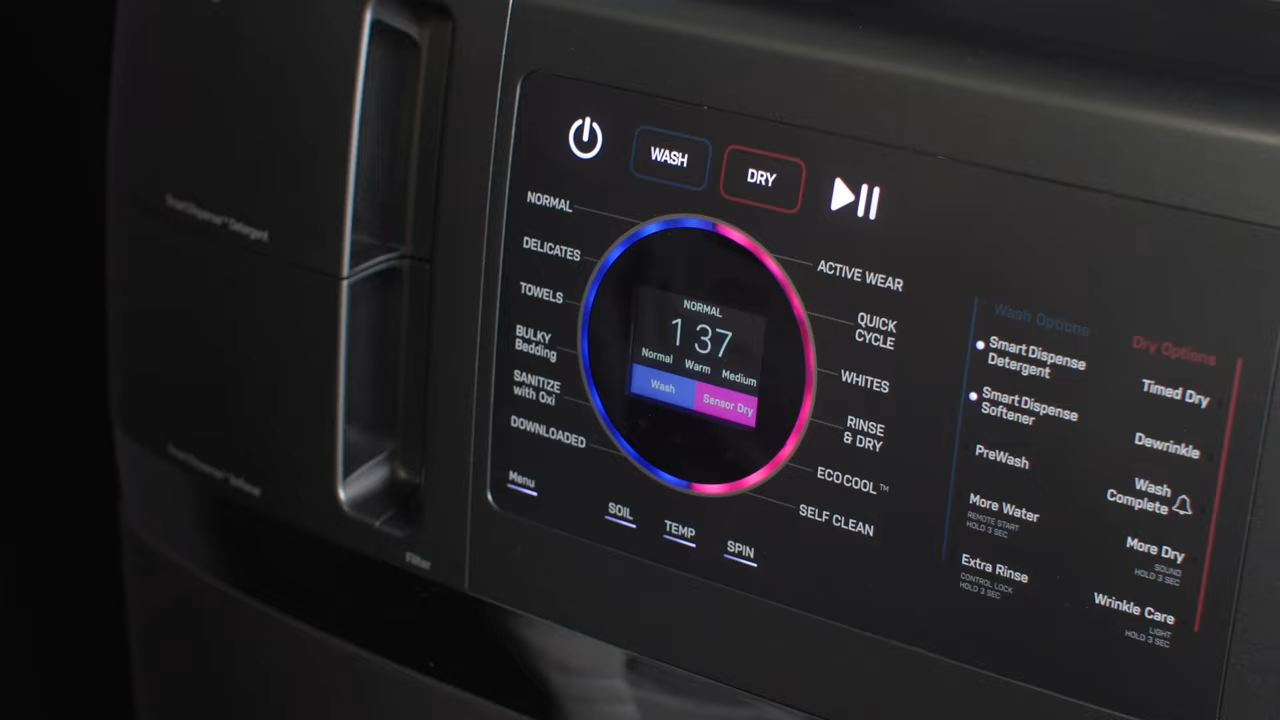 SmartDispense™ Detergent
Filter
WASH
DRY
NORMAL
DELICATES
TOWELS
BULKY
Bedding
SANITIZE
with Oxi
DOWNLOADED
Menu
NORMAL
1 37
Normal Warm Medium
Wash Sensor Dry
SOIL
TEMP
SPIN
ACTIVE WEAR
QUICK
CYCLE
WHITES
RINSE
& DRY
ECO COOL™
SELF CLEAN
Wash Options
Smart Dispense
Detergent
Smart Dispense
Softener
PreWash
More Water
REMOTE START
HOLD 3 SEC
Extra Rinse
CONTROL LOCK
HOLD 3 SEC
Dry Options
Timed Dry
Dewrinkle
Wash
Complete
More Dry
SOUND
HOLD 3 SEC
Wrinkle Care
LIGHT
HOLD 3 SEC